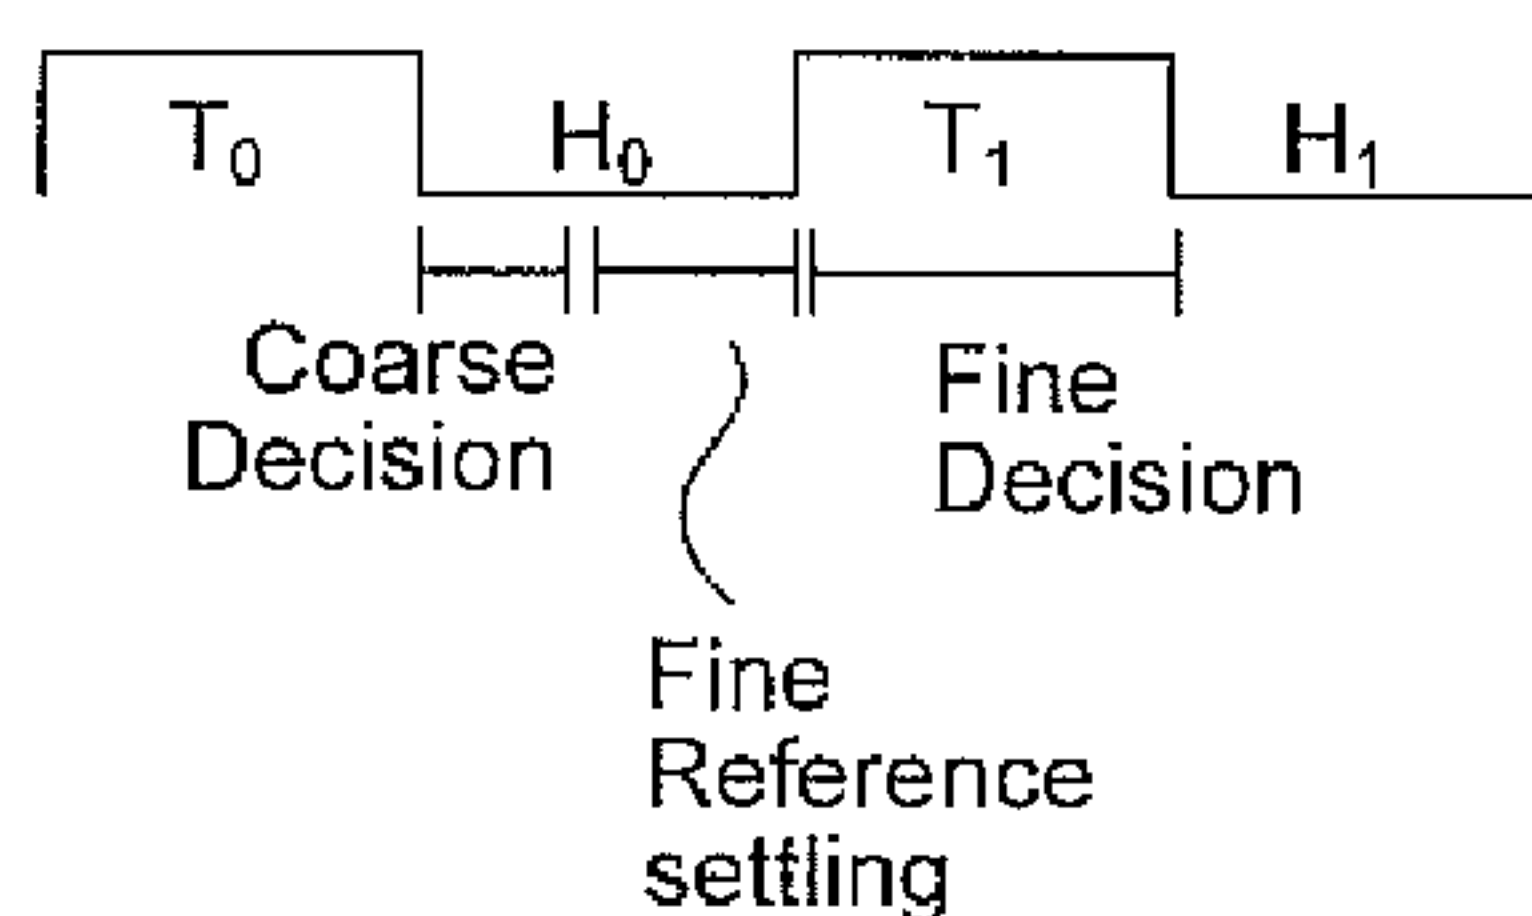 T₀ H₀ T₁ H₁
Coarse
Decision
Fine
Decision
Fine
Reference
settling